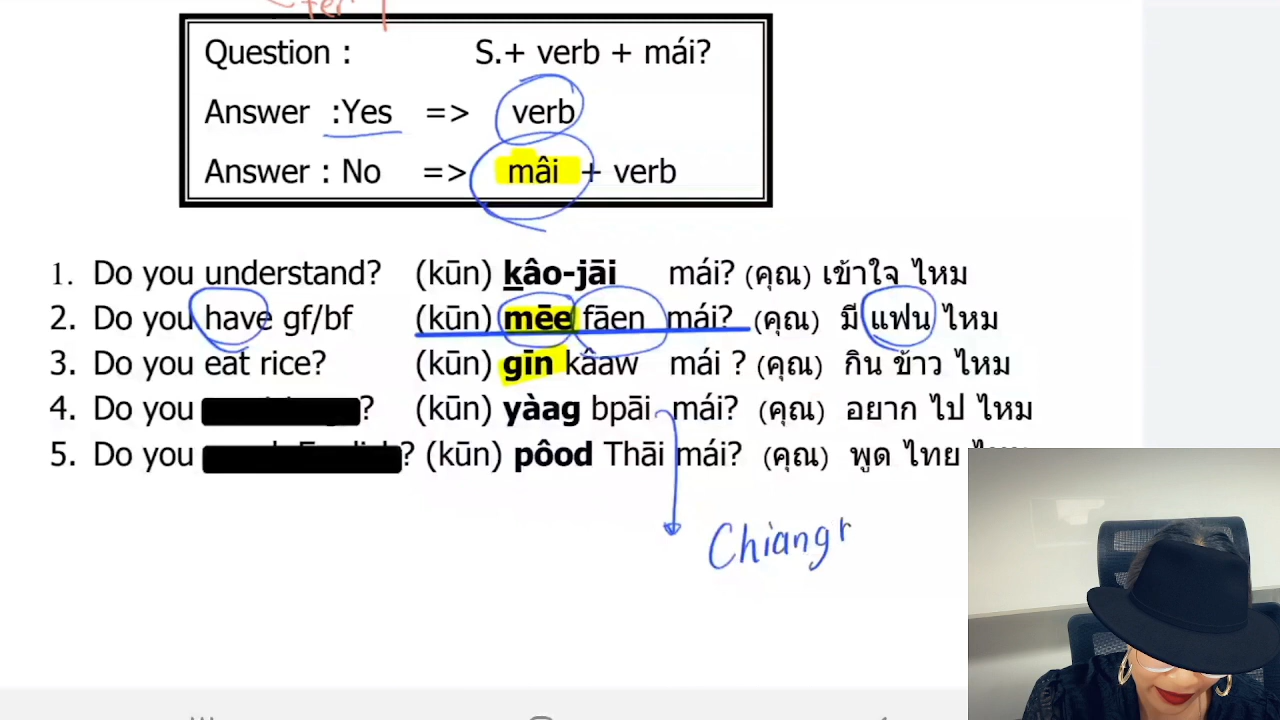 fer
Question : S.+ verb + mái?
Answer :Yes => verb
Answer : No => mâi + verb
1. Do you understand? (kūn) kâo-jāi mái? (คุณ) เข้าใจ ไหม
2. Do you have gf/bf (kūn) mēe fāen mái? (คุณ) มี แฟน ไหม
3. Do you eat rice? (kūn) gīn kâaw mái ? (คุณ) กิน ข้าว ไหม
4. Do you ? (kūn) yàag bpāi mái? (คุณ) อยาก ไป ไหม
5. Do you ? (kūn) pôod Thāi mái? (คุณ) พูด ไทย
Chiangr